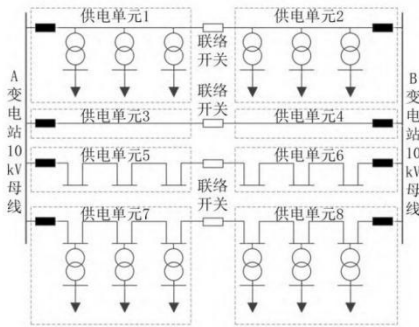 供电单元1
供电单元2
联络
开关
A
变
电
站
10
kV
母
线
B
变
电
站
10
kV
母
线
联络
开关
供电单元3
供电单元4
供电单元5
供电单元6
联络
开关
供电单元7
供电单元8